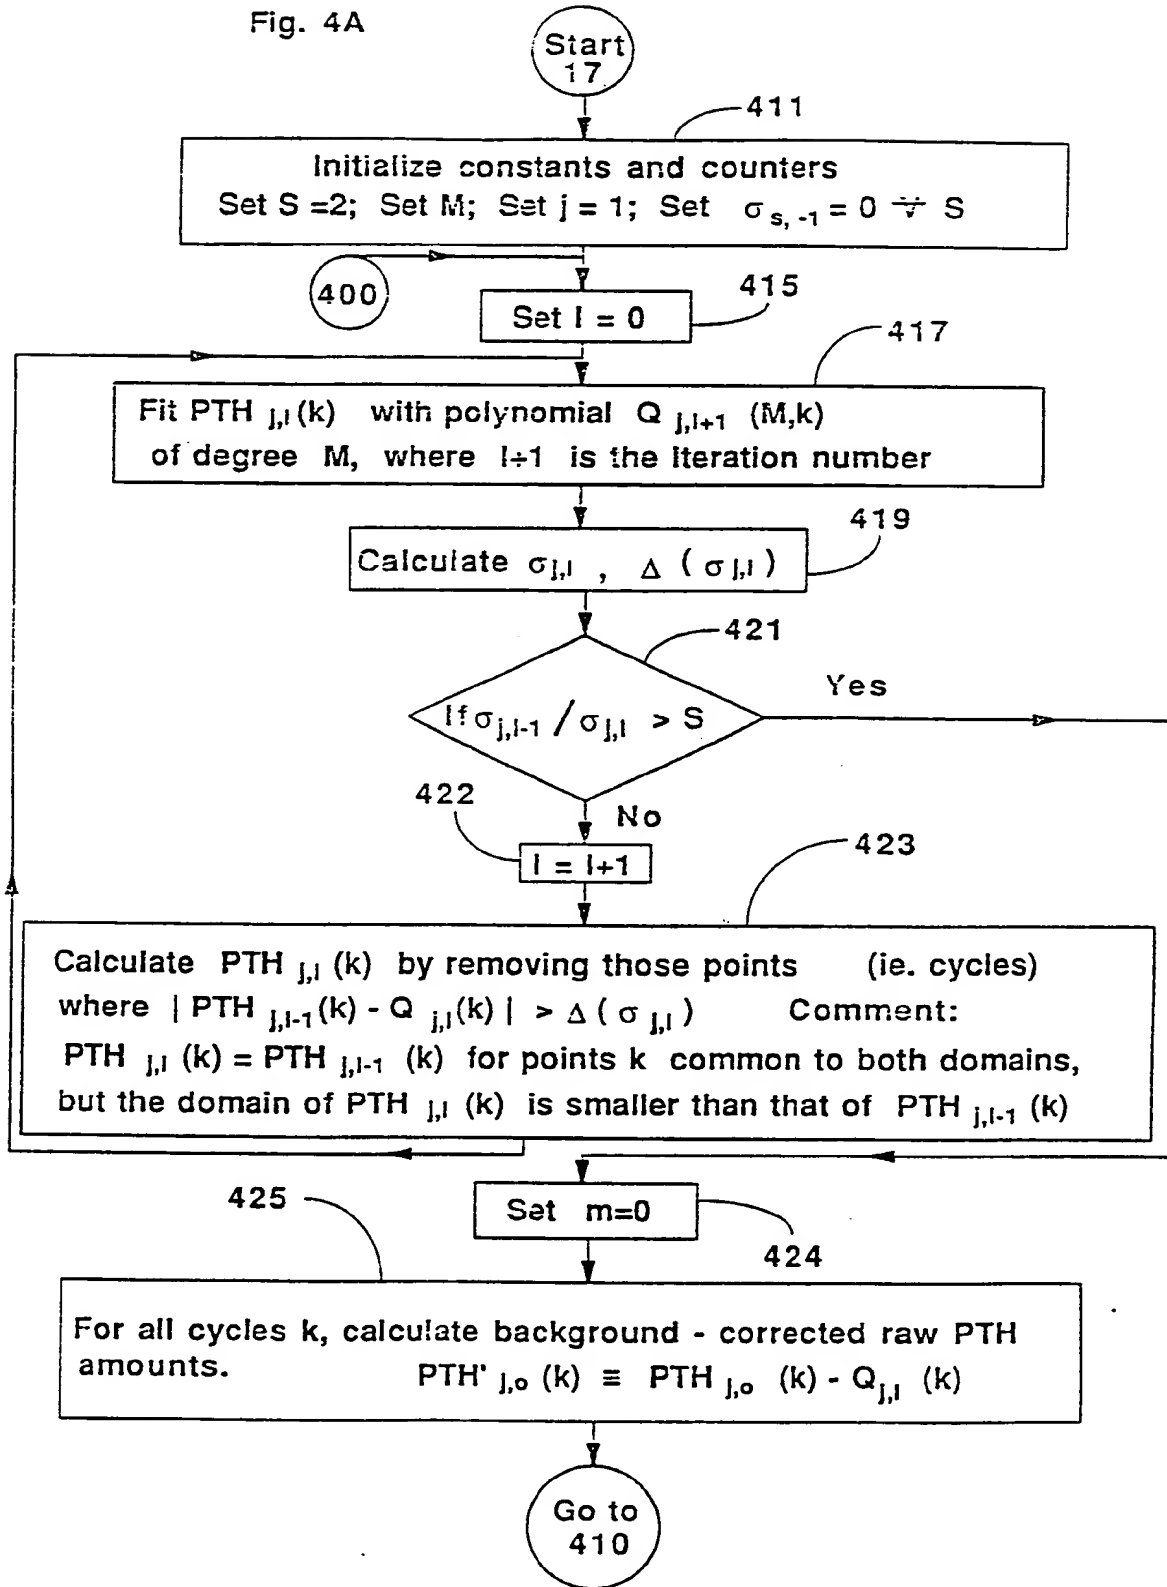 Fig. 4A
Start
17
411
Initialize constants and counters
Set S =2; Set M; Set j = 1; Set σ s, -1 = 0 ∀ S
400
415
Set l = 0
417
Fit PTH j,l (k) with polynomial Q j,l+1 (M,k)
of degree M, where l+1 is the iteration number
419
Calculate σ j,l , Δ ( σ j,l )
421
If σ j,l-1 / σ j,l > S
Yes
422
No
l = l+1
423
Calculate PTH j,l (k) by removing those points (ie. cycles)
where | PTH j,l-1 (k) - Q j,l (k) | > Δ ( σ j,l ) Comment:
PTH j,l (k) = PTH j,l-1 (k) for points k common to both domains,
but the domain of PTH j,l (k) is smaller than that of PTH j,l-1 (k)
Set m=0
424
425
For all cycles k, calculate background - corrected raw PTH
amounts. PTH' j,o (k) ≡ PTH j,o (k) - Q j,l (k)
Go to
410